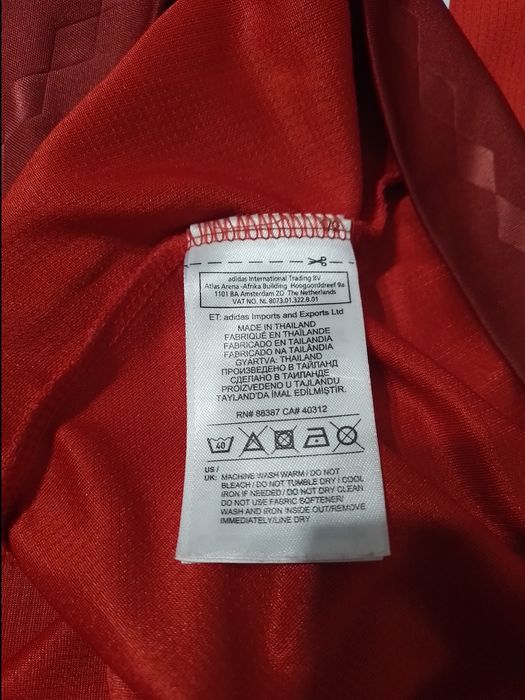 adidas International Trading BV
Atlas Arena -Afrika Building Hoogoorddreef 9a
1101 BA Amsterdam ZO The Netherlands
VAT NO. NL 8073.01.322.B.01
ET: adidas Imports and Exports Ltd
MADE IN THAILAND
FABRIQUÉ EN THAÏLANDE
FABRICADO EN TAILANDIA
FABRICADO NA TAILÂNDIA
GYÁRTVA: THAILAND
ПРОИЗВЕДЕНО В ТАЙЛАНД
СДЕЛАНО В ТАИЛАНДЕ
PROIZVEDENO U TAJLANDU
TAYLAND'DA İMAL EDİLMİŞTİR.
RN# 88387 CA# 40312
40
US /
UK: MACHINE WASH WARM / DO NOT
BLEACH / DO NOT TUMBLE DRY / COOL
IRON IF NEEDED / DO NOT DRY CLEAN
DO NOT USE FABRIC SOFTENER/
WASH AND IRON INSIDE OUT/REMOVE
IMMEDIATELY/LINE DRY